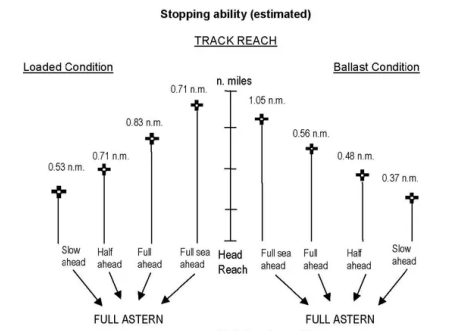 Stopping ability (estimated)
TRACK REACH
Loaded Condition
Ballast Condition
n. miles
0.53 n.m.
0.71 n.m.
0.83 n.m.
0.71 n.m.
1.05 n.m.
0.56 n.m.
0.48 n.m.
0.37 n.m.
Slow
ahead
Half
ahead
Full
ahead
Full sea
ahead
Head
Reach
Full sea
ahead
Full
ahead
Half
ahead
Slow
ahead
FULL ASTERN
FULL ASTERN